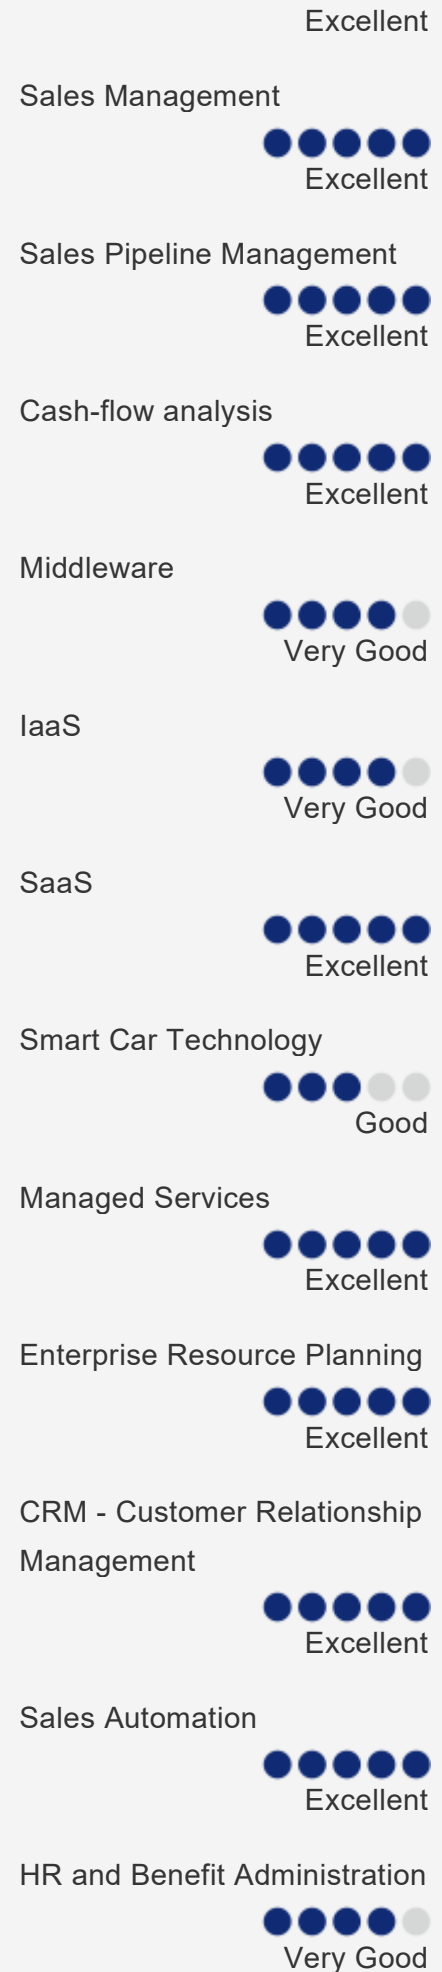 Excellent
Sales Management
Excellent
Sales Pipeline Management
Excellent
Cash-flow analysis
Excellent
Middleware
Very Good
IaaS
Very Good
SaaS
Excellent
Smart Car Technology
Good
Managed Services
Excellent
Enterprise Resource Planning
Excellent
CRM - Customer Relationship
Management
Excellent
Sales Automation
Excellent
HR and Benefit Administration
Very Good